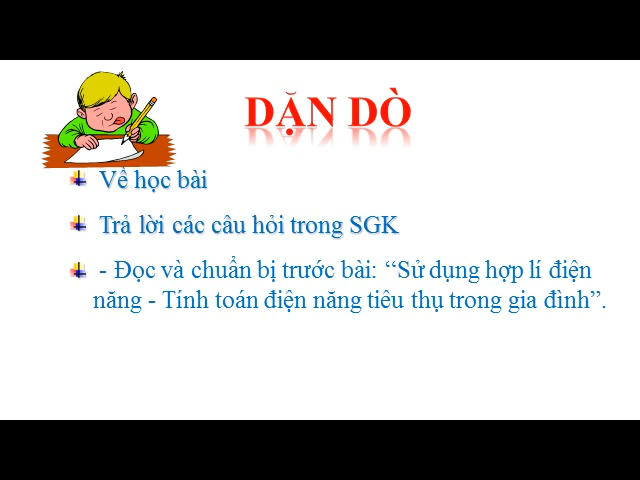 DẶN DÒ
Về học bài
Trả lời các câu hỏi trong SGK
- Đọc và chuẩn bị trước bài: “Sử dụng hợp lí điện
năng - Tính toán điện năng tiêu thụ trong gia đình”.